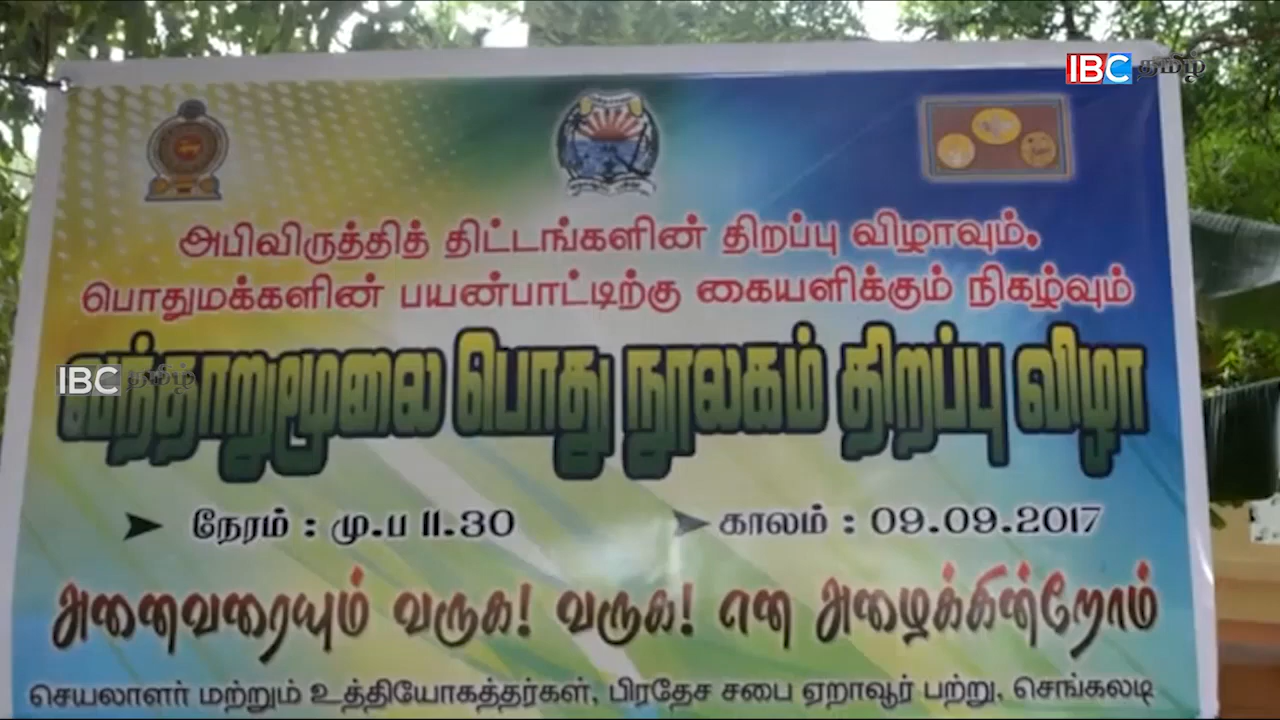 IBC தமிழ்
அபிவிருத்தித் திட்டங்களின் திறப்பு விழாவும்,
பொதுமக்களின் பயன்பாட்டிற்கு கையளிக்கும் நிகழ்வும்
வந்தாறுமூலை பொது நூலகம் திறப்பு விழா
IBC தமிழ்
நேரம் : மு.ப 11.30 காலம் : 09.09.2017
அனைவரையும் வருக! வருக! என அழைக்கின்றோம்
செயலாளர் மற்றும் உத்தியோகத்தர்கள், பிரதேச சபை ஏறாவூர் பற்று, செங்கலடி